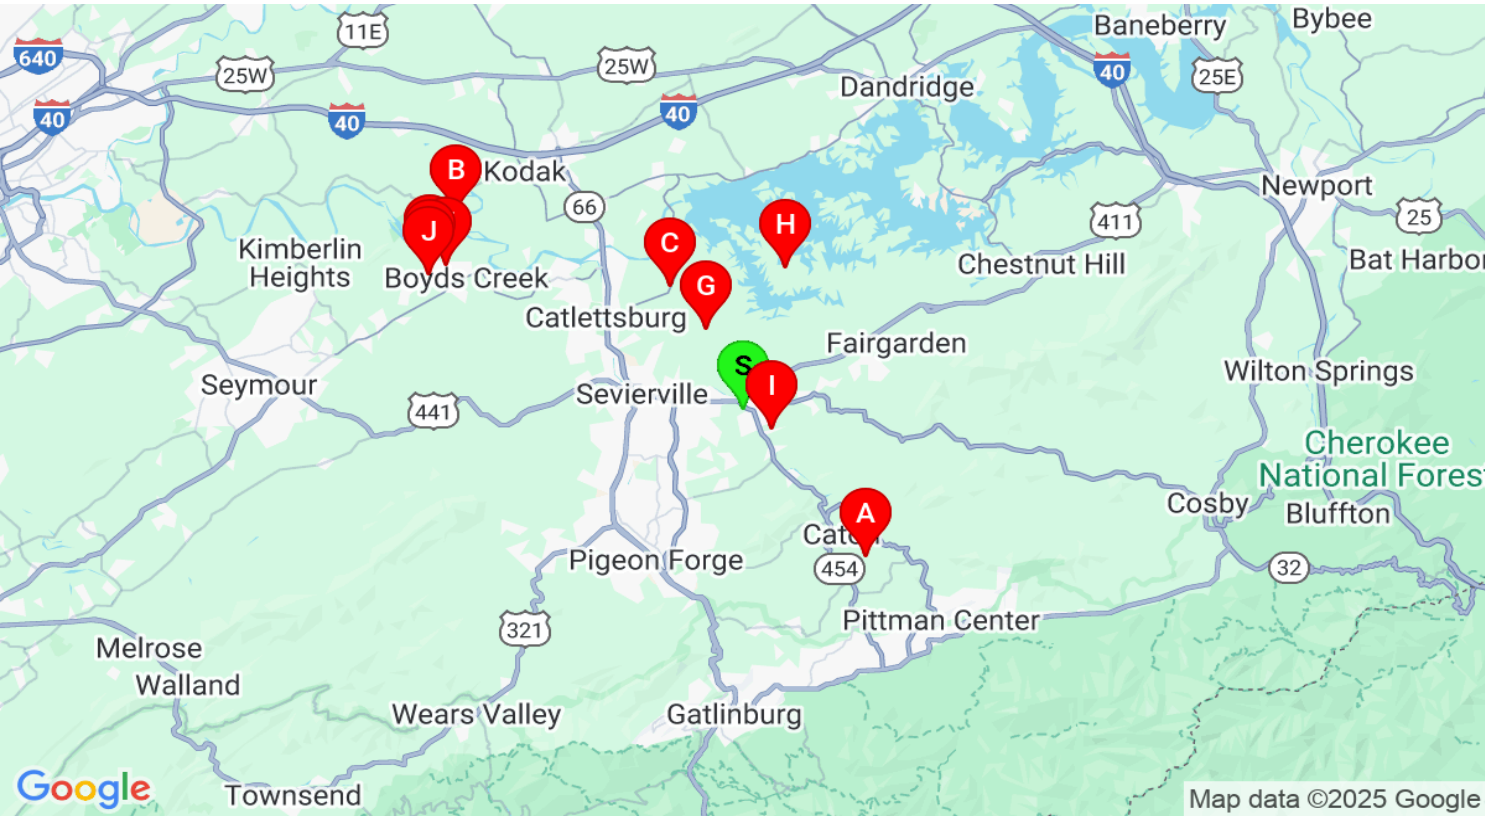 Bybee
Baneberry
11E
640
25W
25W
40
25E
Dandridge
40
40
40
B
Kodak
Newport
66
411
25
H
J
C
Kimberlin
Heights
Bat Harbor
Chestnut Hill
Boyds Creek
G
Catlettsburg
Fairgarden
S
Wilton Springs
I
Seymour
Sevierville
441
Cherokee
National Forest
Cosby
Bluffton
A
Caton
Pigeon Forge
454
32
Pittman Center
321
Melrose
Walland
Wears Valley
Gatlinburg
Google
Townsend
Map data ©2025 Google